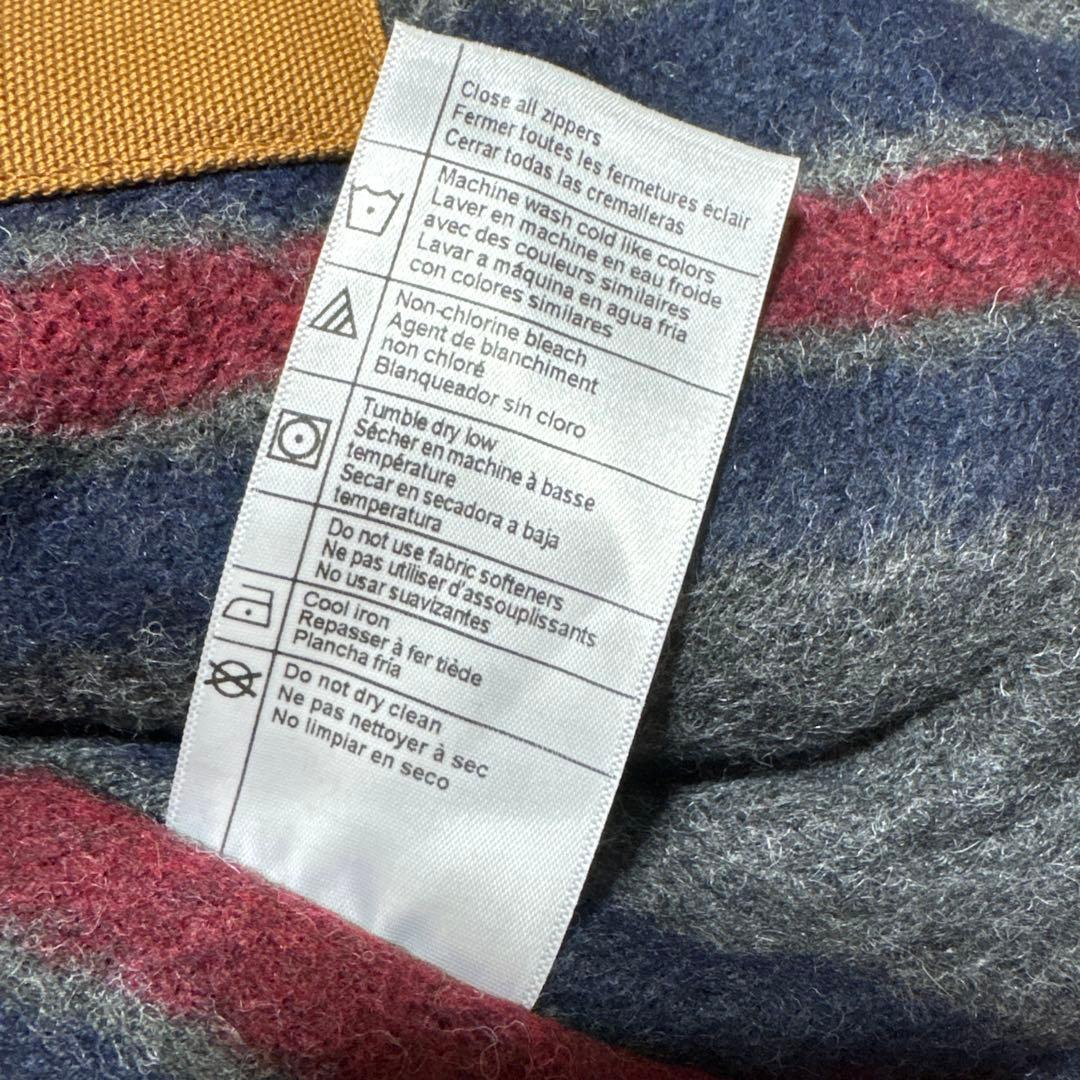 Close all zippers
Fermer toutes les fermetures éclair
Cerrar todas las cremalleras
Machine wash cold like colors
Laver en machine en eau froide
avec des couleurs similaires
Lavar a máquina en agua fria
con colores similares
Non-chlorine bleach
Agent de blanchiment
non chloré
Blanqueador sin cloro
Tumble dry low
Sécher en machine à basse
température
Secar en secadora a baja
temperatura
Do not use fabric softeners
Ne pas utiliser d'assouplissants
No usar suavizantes
Cool iron
Repasser à fer tiède
Plancha fría
Do not dry clean
Ne pas nettoyer à sec
No limpiar en seco